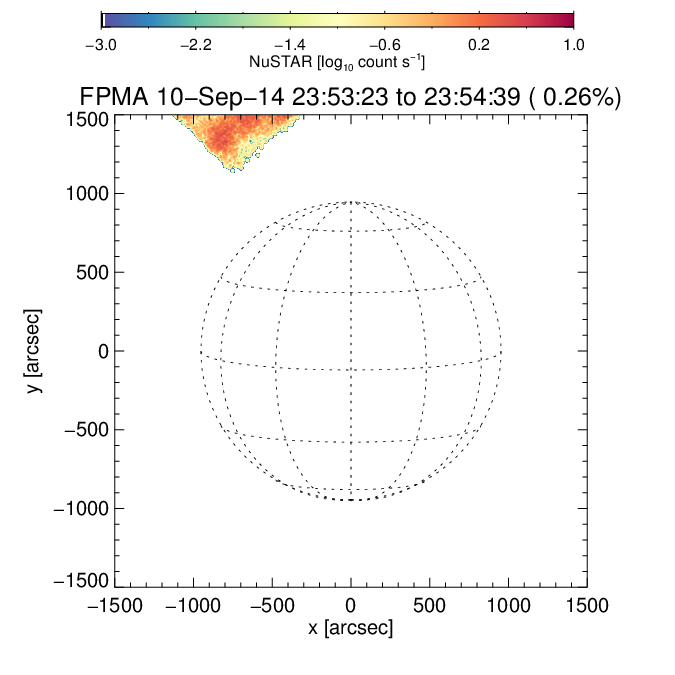 −3.0 −2.2 −1.4 −0.6 0.2 1.0
NuSTAR [log₁₀ count s⁻¹]
FPMA 10−Sep−14 23:53:23 to 23:54:39 ( 0.26%)
1500
1000
500
0
−500
−1000
−1500
y [arcsec]
−1500 −1000 −500 0 500 1000 1500
x [arcsec]